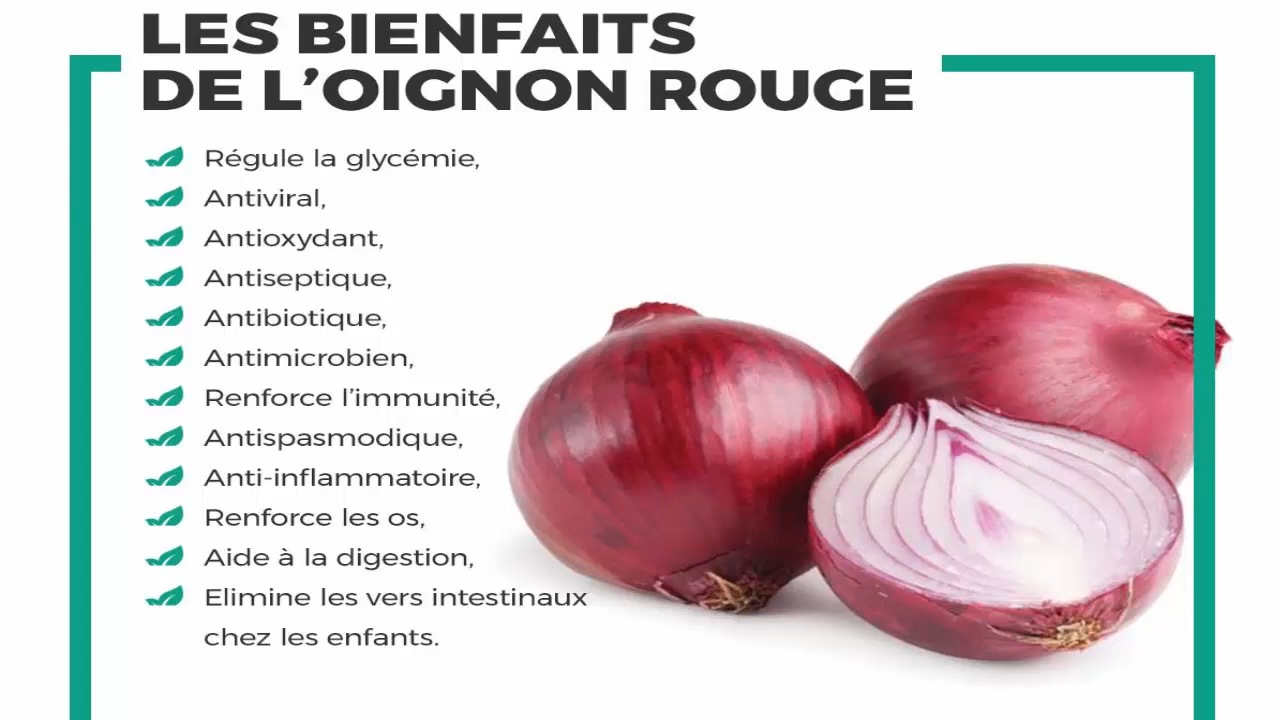 LES BIENFAITS
DE L’OIGNON ROUGE
Régule la glycémie,
Antiviral,
Antioxydant,
Antiseptique,
Antibiotique,
Antimicrobien,
Renforce l’immunité,
Antispasmodique,
Anti-inflammatoire,
Renforce les os,
Aide à la digestion,
Elimine les vers intestinaux
chez les enfants.